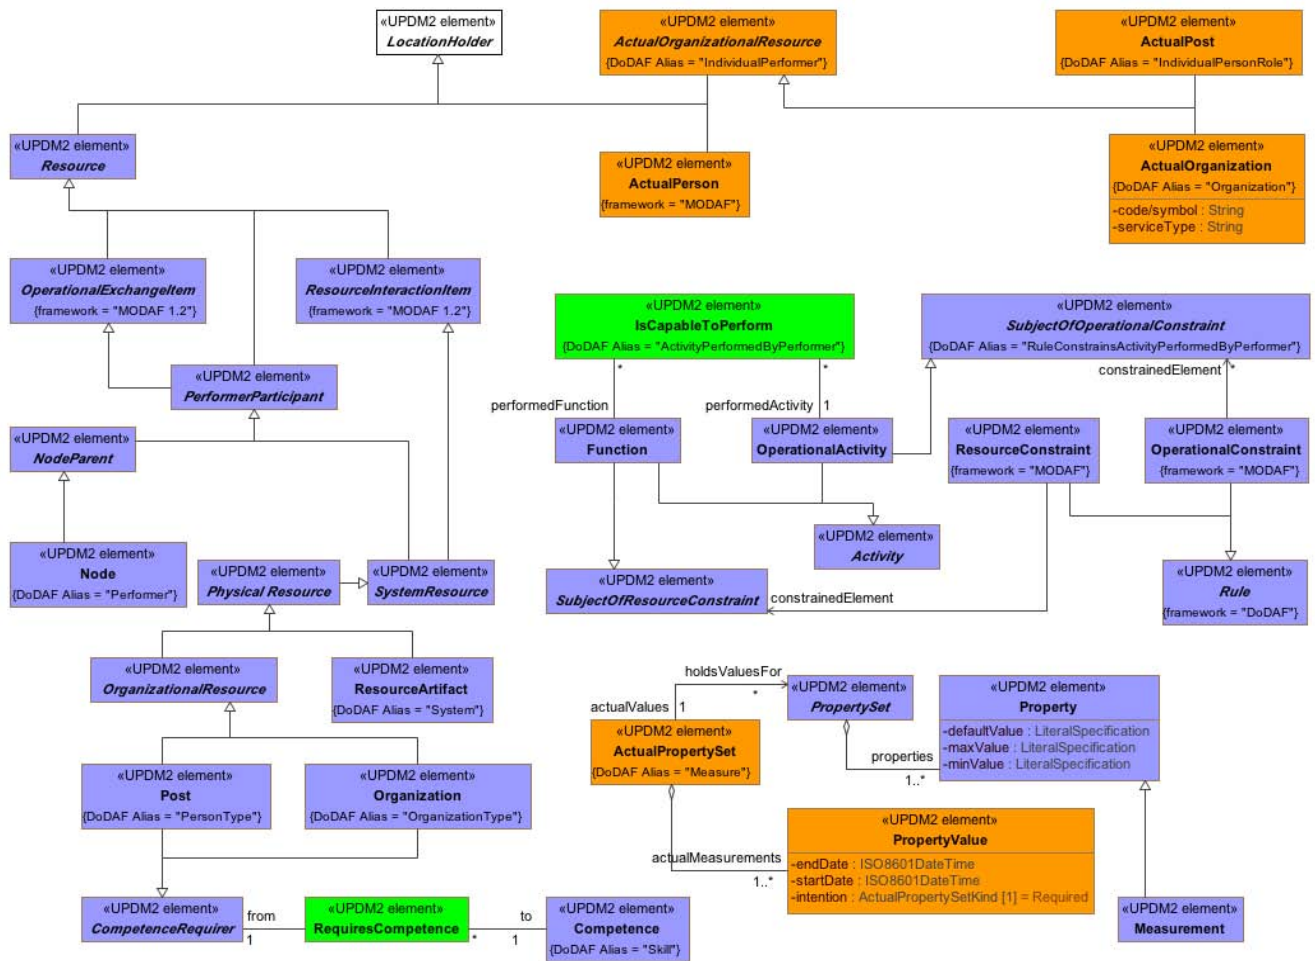 «UPDM2 element»
LocationHolder
«UPDM2 element»
ActualOrganizationalResource
{DoDAF Alias = "IndividualPerformer"}
«UPDM2 element»
ActualPost
{DoDAF Alias = "IndividualPersonRole"}
«UPDM2 element»
Resource
«UPDM2 element»
ActualPerson
{framework = "MODAF"}
«UPDM2 element»
ActualOrganization
{DoDAF Alias = "Organization"}
-code/symbol : String
-serviceType : String
«UPDM2 element»
OperationalExchangeItem
{framework = "MODAF 1.2"}
«UPDM2 element»
ResourceInteractionItem
{framework = "MODAF 1.2"}
«UPDM2 element»
IsCapableToPerform
{DoDAF Alias = "ActivityPerformedByPerformer"}
«UPDM2 element»
SubjectOfOperationalConstraint
{DoDAF Alias = "RuleConstrainsActivityPerformedByPerformer"}
* * constrainedElement *
«UPDM2 element»
PerformerParticipant
performedFunction performedActivity 1
«UPDM2 element»
NodeParent
«UPDM2 element»
Function
«UPDM2 element»
OperationalActivity
«UPDM2 element»
ResourceConstraint
{framework = "MODAF"}
«UPDM2 element»
OperationalConstraint
{framework = "MODAF"}
«UPDM2 element»
Activity
«UPDM2 element»
Node
{DoDAF Alias = "Performer"}
«UPDM2 element»
Physical Resource
«UPDM2 element»
SystemResource
«UPDM2 element»
SubjectOfResourceConstraint
constrainedElement
«UPDM2 element»
Rule
{framework = "DoDAF"}
«UPDM2 element»
OrganizationalResource
«UPDM2 element»
ResourceArtifact
{DoDAF Alias = "System"}
holdsValuesFor
*
actualValues 1
«UPDM2 element»
PropertySet
«UPDM2 element»
Property
-defaultValue : LiteralSpecification
-maxValue : LiteralSpecification
-minValue : LiteralSpecification
«UPDM2 element»
ActualPropertySet
{DoDAF Alias = "Measure"}
properties
1..*
«UPDM2 element»
Post
{DoDAF Alias = "PersonType"}
«UPDM2 element»
Organization
{DoDAF Alias = "OrganizationType"}
«UPDM2 element»
PropertyValue
-endDate : ISO8601DateTime
-startDate : ISO8601DateTime
-intention : ActualPropertySetKind [1] = Required
actualMeasurements
1..*
«UPDM2 element»
CompetenceRequirer
from
1
«UPDM2 element»
RequiresCompetence
*
to
1
«UPDM2 element»
Competence
{DoDAF Alias = "Skill"}
«UPDM2 element»
Measurement